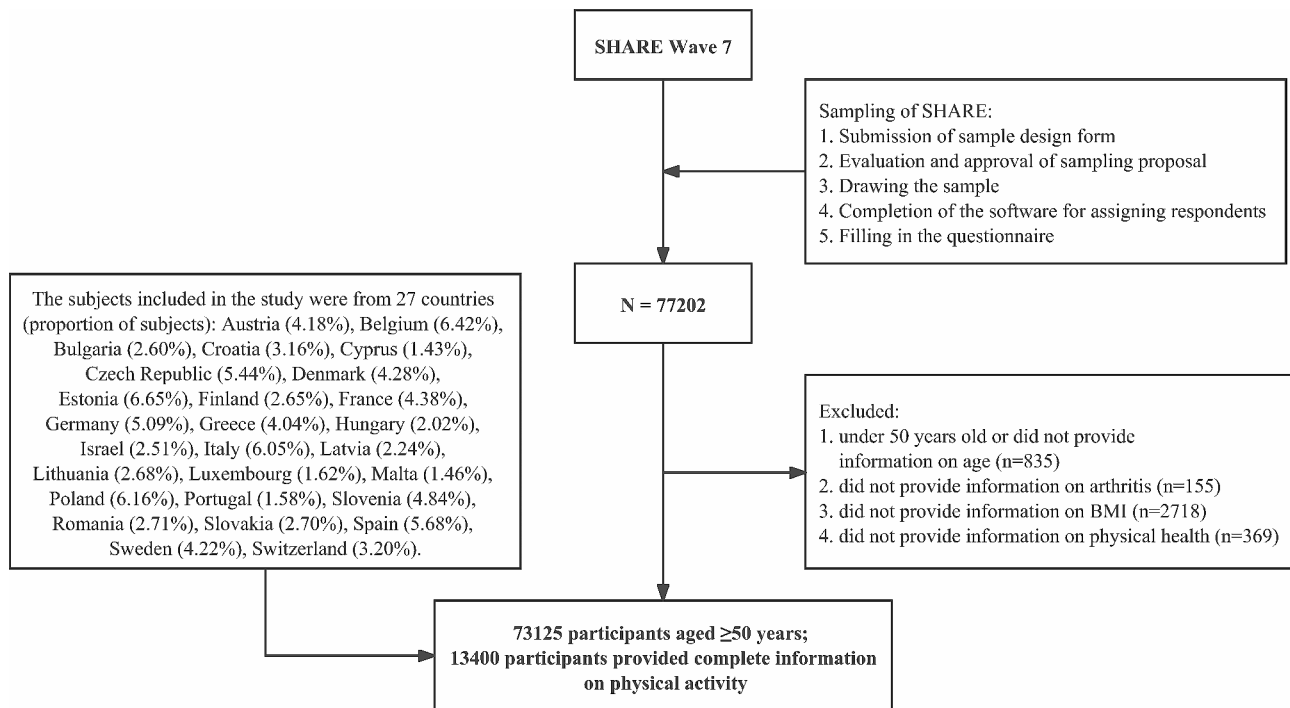 SHARE Wave 7
Sampling of SHARE:
1. Submission of sample design form
2. Evaluation and approval of sampling proposal
3. Drawing the sample
4. Completion of the software for assigning respondents
5. Filling in the questionnaire
N = 77202
The subjects included in the study were from 27 countries
(proportion of subjects): Austria (4.18%), Belgium (6.42%),
Bulgaria (2.60%), Croatia (3.16%), Cyprus (1.43%),
Czech Republic (5.44%), Denmark (4.28%),
Estonia (6.65%), Finland (2.65%), France (4.38%),
Germany (5.09%), Greece (4.04%), Hungary (2.02%),
Israel (2.51%), Italy (6.05%), Latvia (2.24%),
Lithuania (2.68%), Luxembourg (1.62%), Malta (1.46%),
Poland (6.16%), Portugal (1.58%), Slovenia (4.84%),
Romania (2.71%), Slovakia (2.70%), Spain (5.68%),
Sweden (4.22%), Switzerland (3.20%).
Excluded:
1. under 50 years old or did not provide
information on age (n=835)
2. did not provide information on arthritis (n=155)
3. did not provide information on BMI (n=2718)
4. did not provide information on physical health (n=369)
73125 participants aged ≥50 years;
13400 participants provided complete information
on physical activity